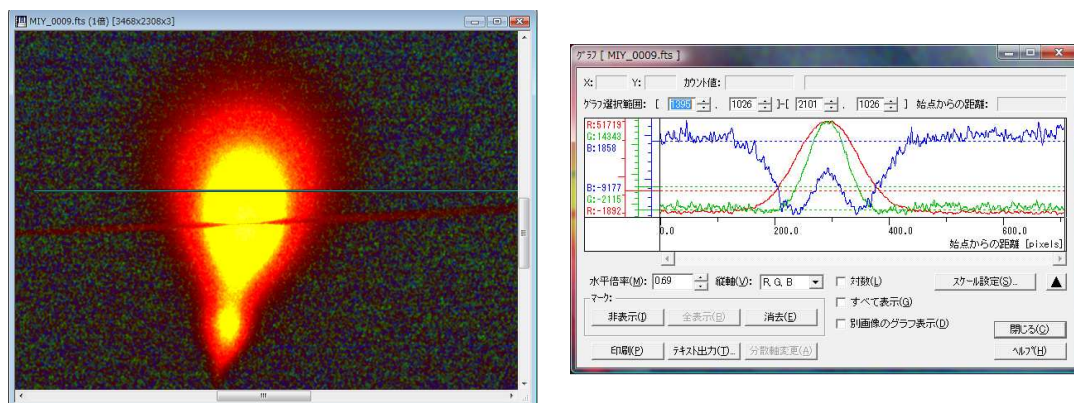 MIY_0009.fts (1倍) [3468x2308x3]
グラフ [ MIY_0009.fts ]
X: Y: カウント値:
グラフ選択範囲: [ 1395 , 1026 ]-[ 2101 , 1026 ] 始点からの距離:
R:51719
G:14343
B:1858
B:-9177
G:-2115
R:-1892
0.0 200.0 400.0 600.0
始点からの距離 [pixels]
水平倍率(M): 0.69 縦軸(V): R, G, B 対数(L) スケール設定(S)... ▲
マーク: すべて表示(G)
非表示(I) 全表示(B) 消去(E) 別画像のグラフ表示(D) 閉じる(C)
印刷(P) テキスト出力(T)... 分散軸変更(A) ヘルプ(H)